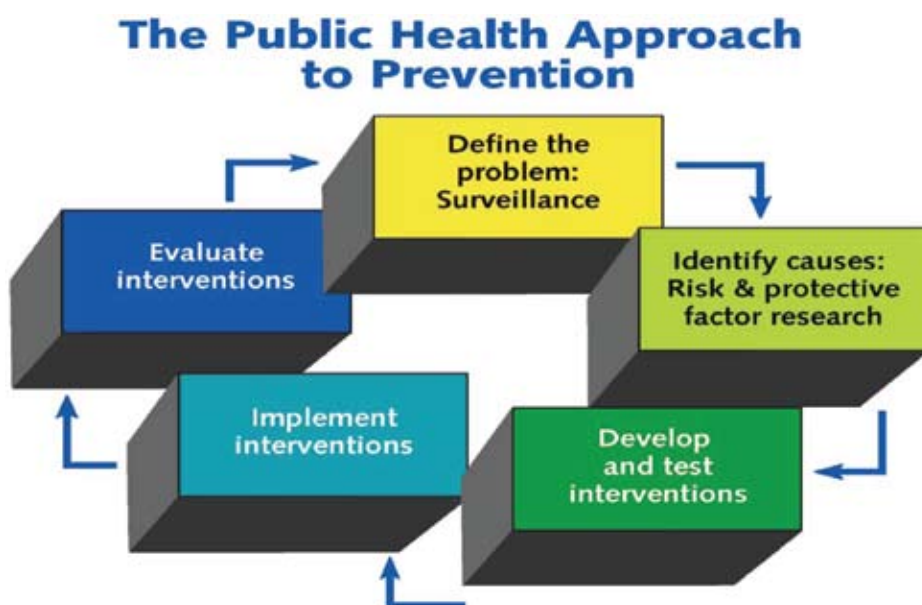 The Public Health Approach
to Prevention
Define the
problem:
Surveillance
Identify causes:
Risk & protective
factor research
Develop
and test
interventions
Implement
interventions
Evaluate
interventions